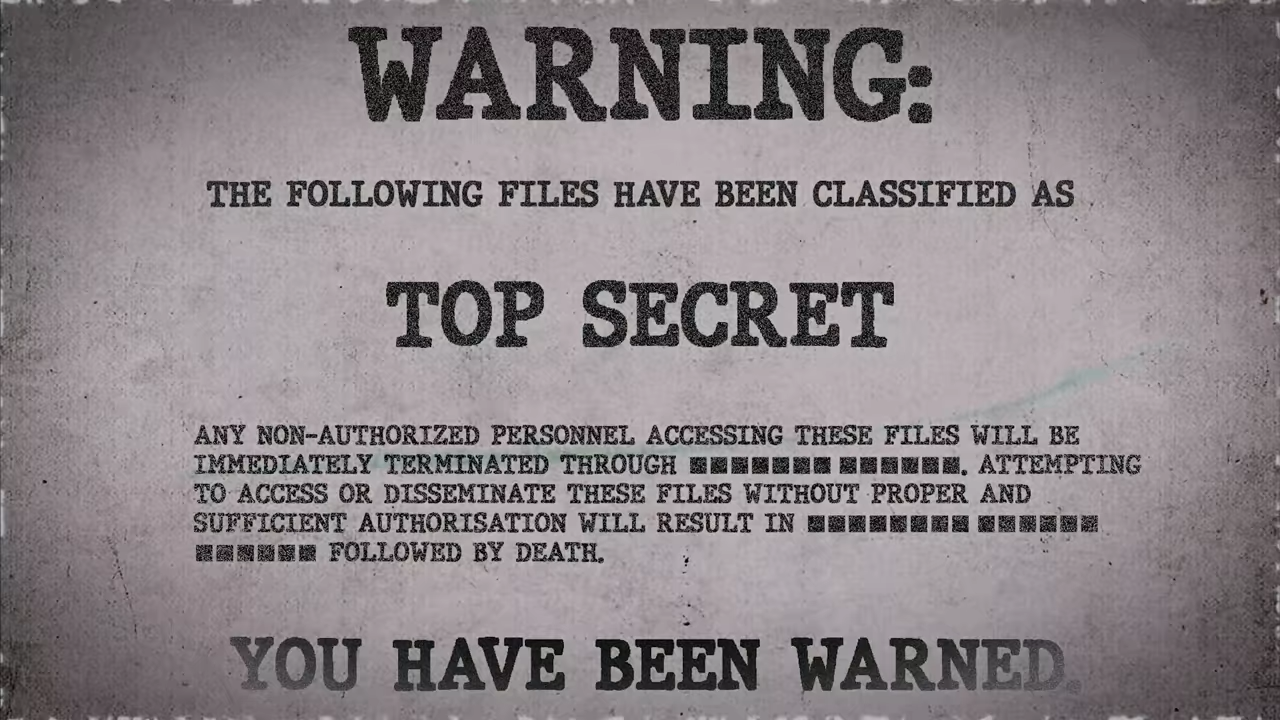 WARNING:
THE FOLLOWING FILES HAVE BEEN CLASSIFIED AS
TOP SECRET
ANY NON-AUTHORIZED PERSONNEL ACCESSING THESE FILES WILL BE
IMMEDIATELY TERMINATED THROUGH ■■■■■■■ ■■■■■■. ATTEMPTING
TO ACCESS OR DISSEMINATE THESE FILES WITHOUT PROPER AND
SUFFICIENT AUTHORISATION WILL RESULT IN ■■■■■■■■ ■■■■■■
■■■■■■ FOLLOWED BY DEATH.
YOU HAVE BEEN WARNED.